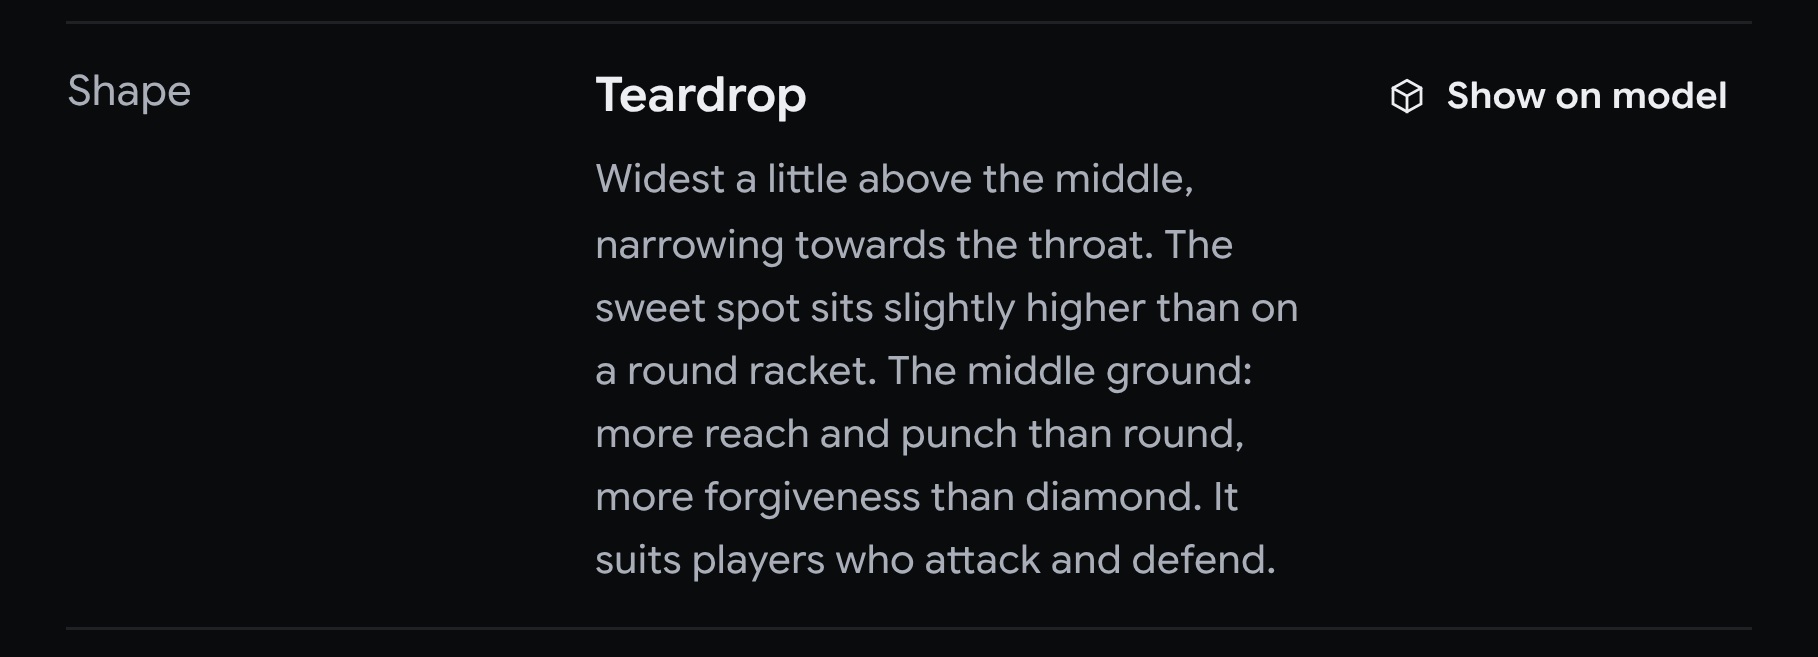 Shape
Teardrop
Show on model
Widest a little above the middle,
narrowing towards the throat. The
sweet spot sits slightly higher than on
a round racket. The middle ground:
more reach and punch than round,
more forgiveness than diamond. It
suits players who attack and defend.